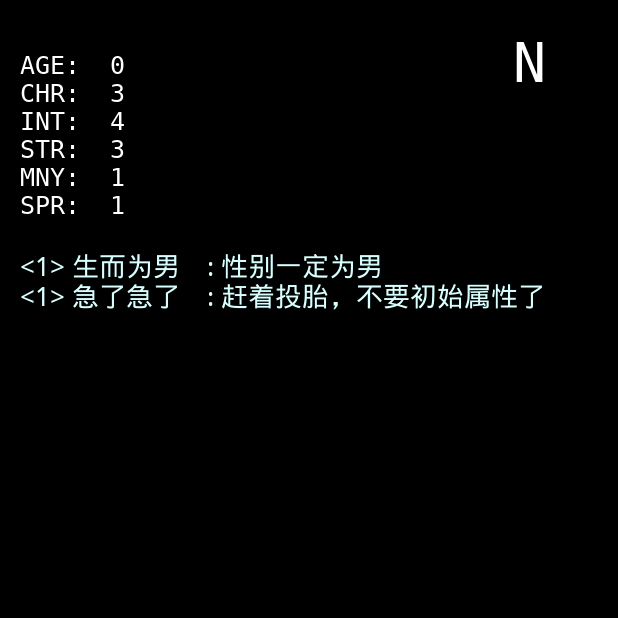 N
AGE: 0
CHR: 3
INT: 4
STR: 3
MNY: 1
SPR: 1
<1> 生而为男 : 性别一定为男
<1> 急了急了 : 赶着投胎，不要初始属性了